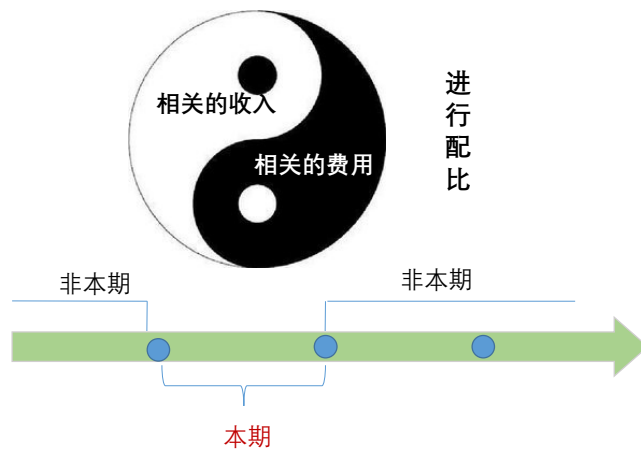 相关的收入
相关的费用
进行配比
非本期
非本期
本期